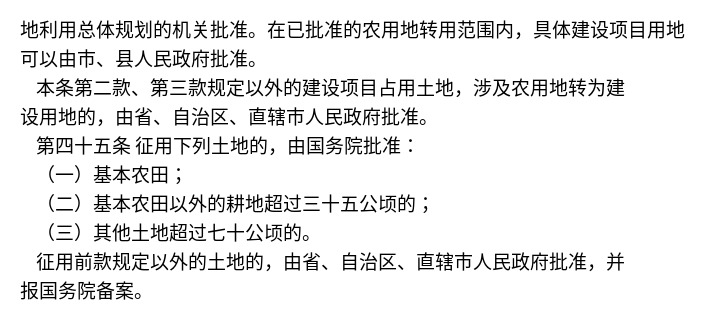 地利用总体规划的机关批准。在已批准的农用地转用范围内，具体建设项目用地
可以由市、县人民政府批准。
本条第二款、第三款规定以外的建设项目占用土地，涉及农用地转为建
设用地的，由省、自治区、直辖市人民政府批准。
第四十五条 征用下列土地的，由国务院批准：
（一）基本农田；
（二）基本农田以外的耕地超过三十五公顷的；
（三）其他土地超过七十公顷的。
征用前款规定以外的土地的，由省、自治区、直辖市人民政府批准，并
报国务院备案。